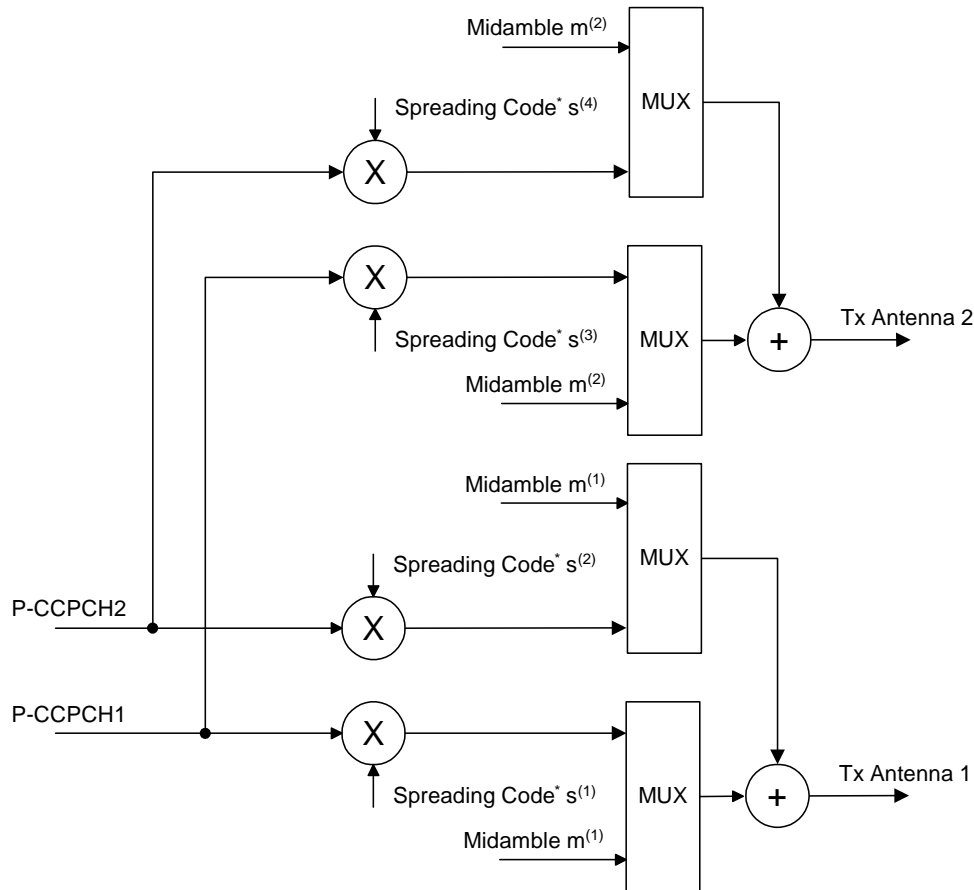 Midamble m(2)
MUX
Spreading Code* s(4)
X
X
Tx Antenna 2
Spreading Code* s(3)
MUX
+
Midamble m(2)
Midamble m(1)
MUX
Spreading Code* s(2)
P-CCPCH2
X
P-CCPCH1
X
Tx Antenna 1
Spreading Code* s(1)
MUX
+
Midamble m(1)